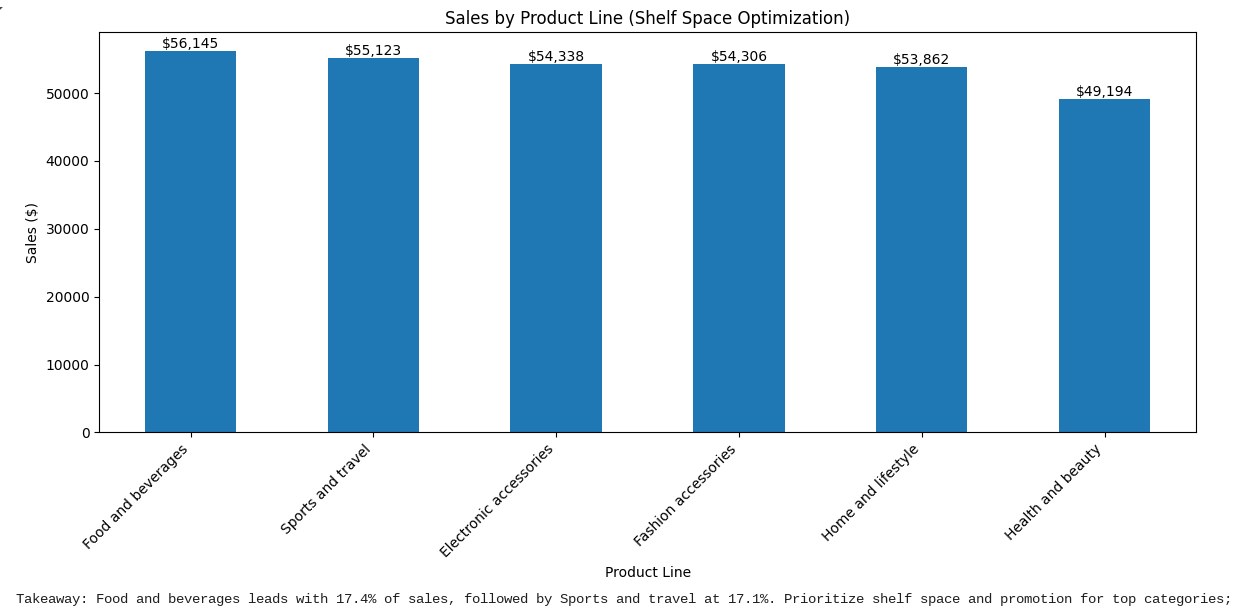 Sales by Product Line (Shelf Space Optimization)
$56,145
$55,123
$54,338
$54,306
$53,862
$49,194
50000
40000
30000
20000
10000
0
Sales ($)
Food and beverages
Sports and travel
Electronic accessories
Fashion accessories
Home and lifestyle
Health and beauty
Product Line
Takeaway: Food and beverages leads with 17.4% of sales, followed by Sports and travel at 17.1%. Prioritize shelf space and promotion for top categories;